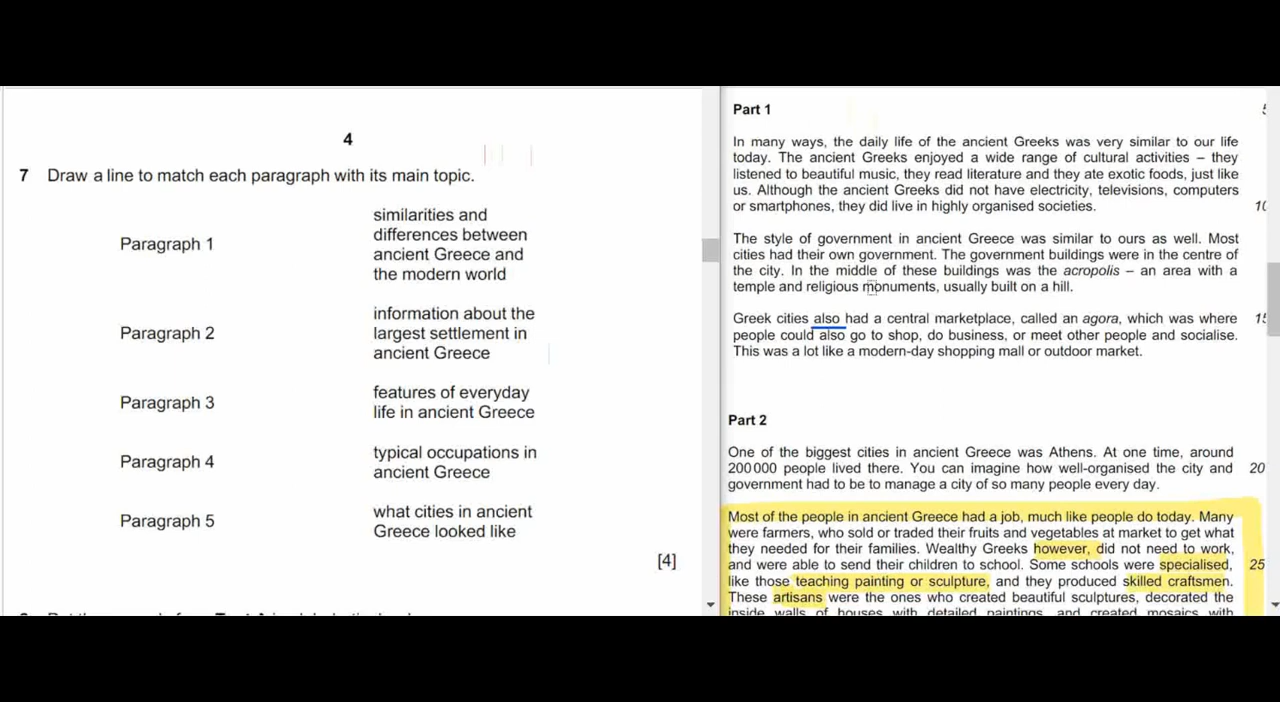 4
7 Draw a line to match each paragraph with its main topic.
Paragraph 1
similarities and
differences between
ancient Greece and
the modern world
Paragraph 2
information about the
largest settlement in
ancient Greece
Paragraph 3
features of everyday
life in ancient Greece
Paragraph 4
typical occupations in
ancient Greece
Paragraph 5
what cities in ancient
Greece looked like
[4]
Part 1
In many ways, the daily life of the ancient Greeks was very similar to our life
today. The ancient Greeks enjoyed a wide range of cultural activities – they
listened to beautiful music, they read literature and they ate exotic foods, just like
us. Although the ancient Greeks did not have electricity, televisions, computers
or smartphones, they did live in highly organised societies.
The style of government in ancient Greece was similar to ours as well. Most
cities had their own government. The government buildings were in the centre of
the city. In the middle of these buildings was the acropolis – an area with a
temple and religious monuments, usually built on a hill.
Greek cities also had a central marketplace, called an agora, which was where
people could also go to shop, do business, or meet other people and socialise.
This was a lot like a modern-day shopping mall or outdoor market.
Part 2
One of the biggest cities in ancient Greece was Athens. At one time, around
200 000 people lived there. You can imagine how well-organised the city and 20
government had to be to manage a city of so many people every day.
Most of the people in ancient Greece had a job, much like people do today. Many
were farmers, who sold or traded their fruits and vegetables at market to get what
they needed for their families. Wealthy Greeks however, did not need to work,
and were able to send their children to school. Some schools were specialised, 25
like those teaching painting or sculpture, and they produced skilled craftsmen.
These artisans were the ones who created beautiful sculptures, decorated the
inside walls of houses with detailed paintings, and created mosaics with